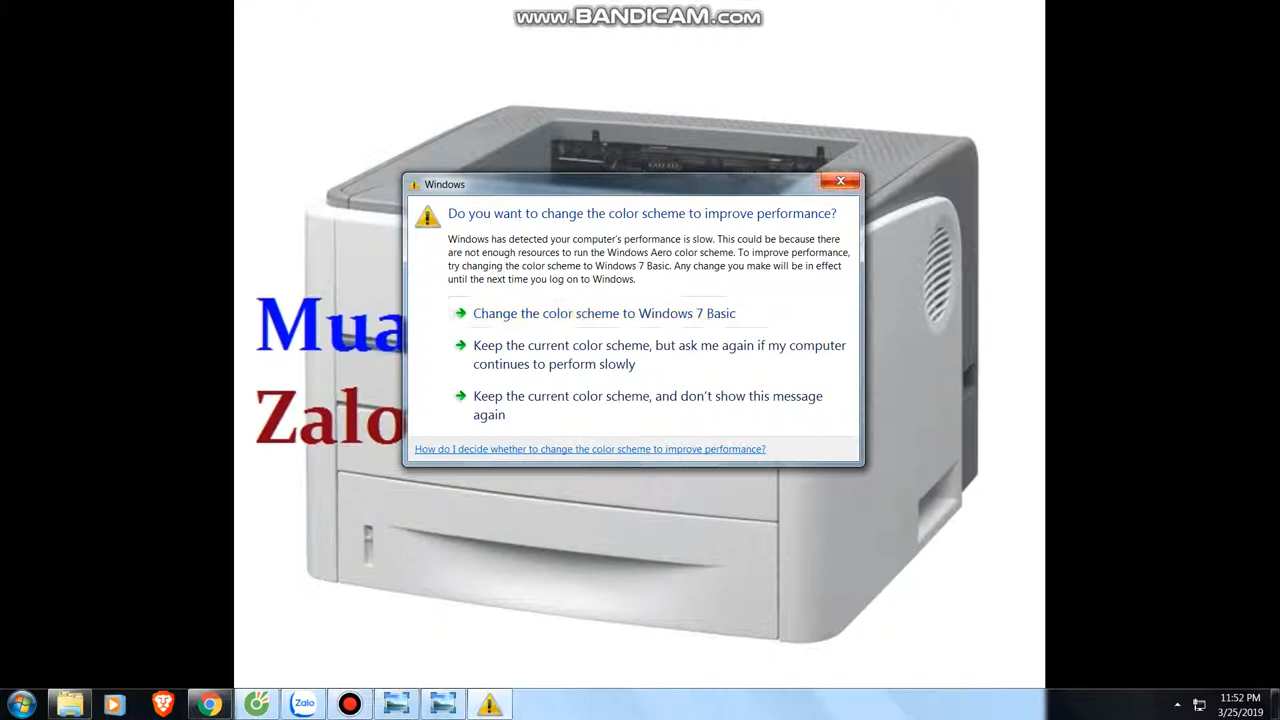 www.BANDICAM.com
Windows
Do you want to change the color scheme to improve performance?
Windows has detected your computer's performance is slow. This could be because there
are not enough resources to run the Windows Aero color scheme. To improve performance,
try changing the color scheme to Windows 7 Basic. Any change you make will be in effect
until the next time you log on to Windows.
Change the color scheme to Windows 7 Basic
Keep the current color scheme, but ask me again if my computer
continues to perform slowly
Keep the current color scheme, and don't show this message
again
How do I decide whether to change the color scheme to improve performance?
Mua
Zalo
Zalo
11:52 PM
3/25/2019